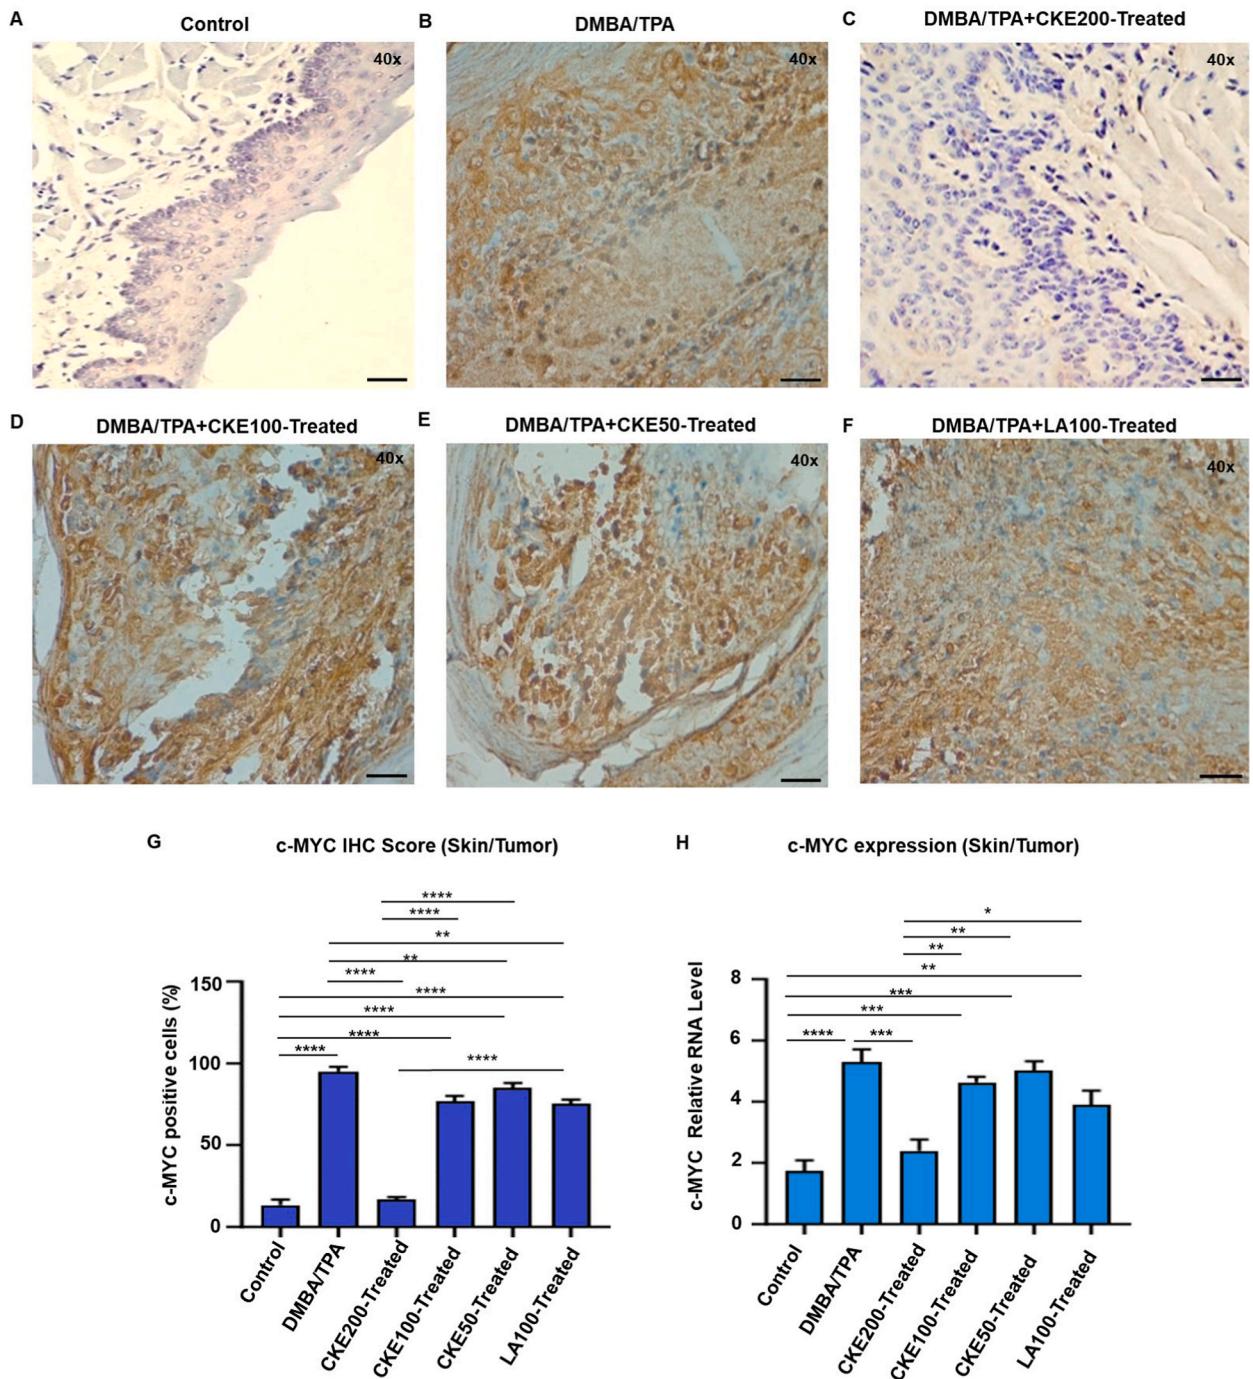 A
Control
B
DMBA/TPA
C
DMBA/TPA+CKE200-Treated
40x
40x
40x
D
DMBA/TPA+CKE100-Treated
E
DMBA/TPA+CKE50-Treated
F
DMBA/TPA+LA100-Treated
40x
40x
40x
G
c-MYC IHC Score (Skin/Tumor)
****
****
**
**
****
****
****
****
****
****
c-MYC positive cells (%)
150
100
50
0
Control
DMBA/TPA
CKE200-Treated
CKE100-Treated
CKE50-Treated
LA100-Treated
H
c-MYC expression (Skin/Tumor)
*
**
**
**
***
***
****
***
c-MYC Relative RNA Level
8
6
4
2
0
Control
DMBA/TPA
CKE200-Treated
CKE100-Treated
CKE50-Treated
LA100-Treated